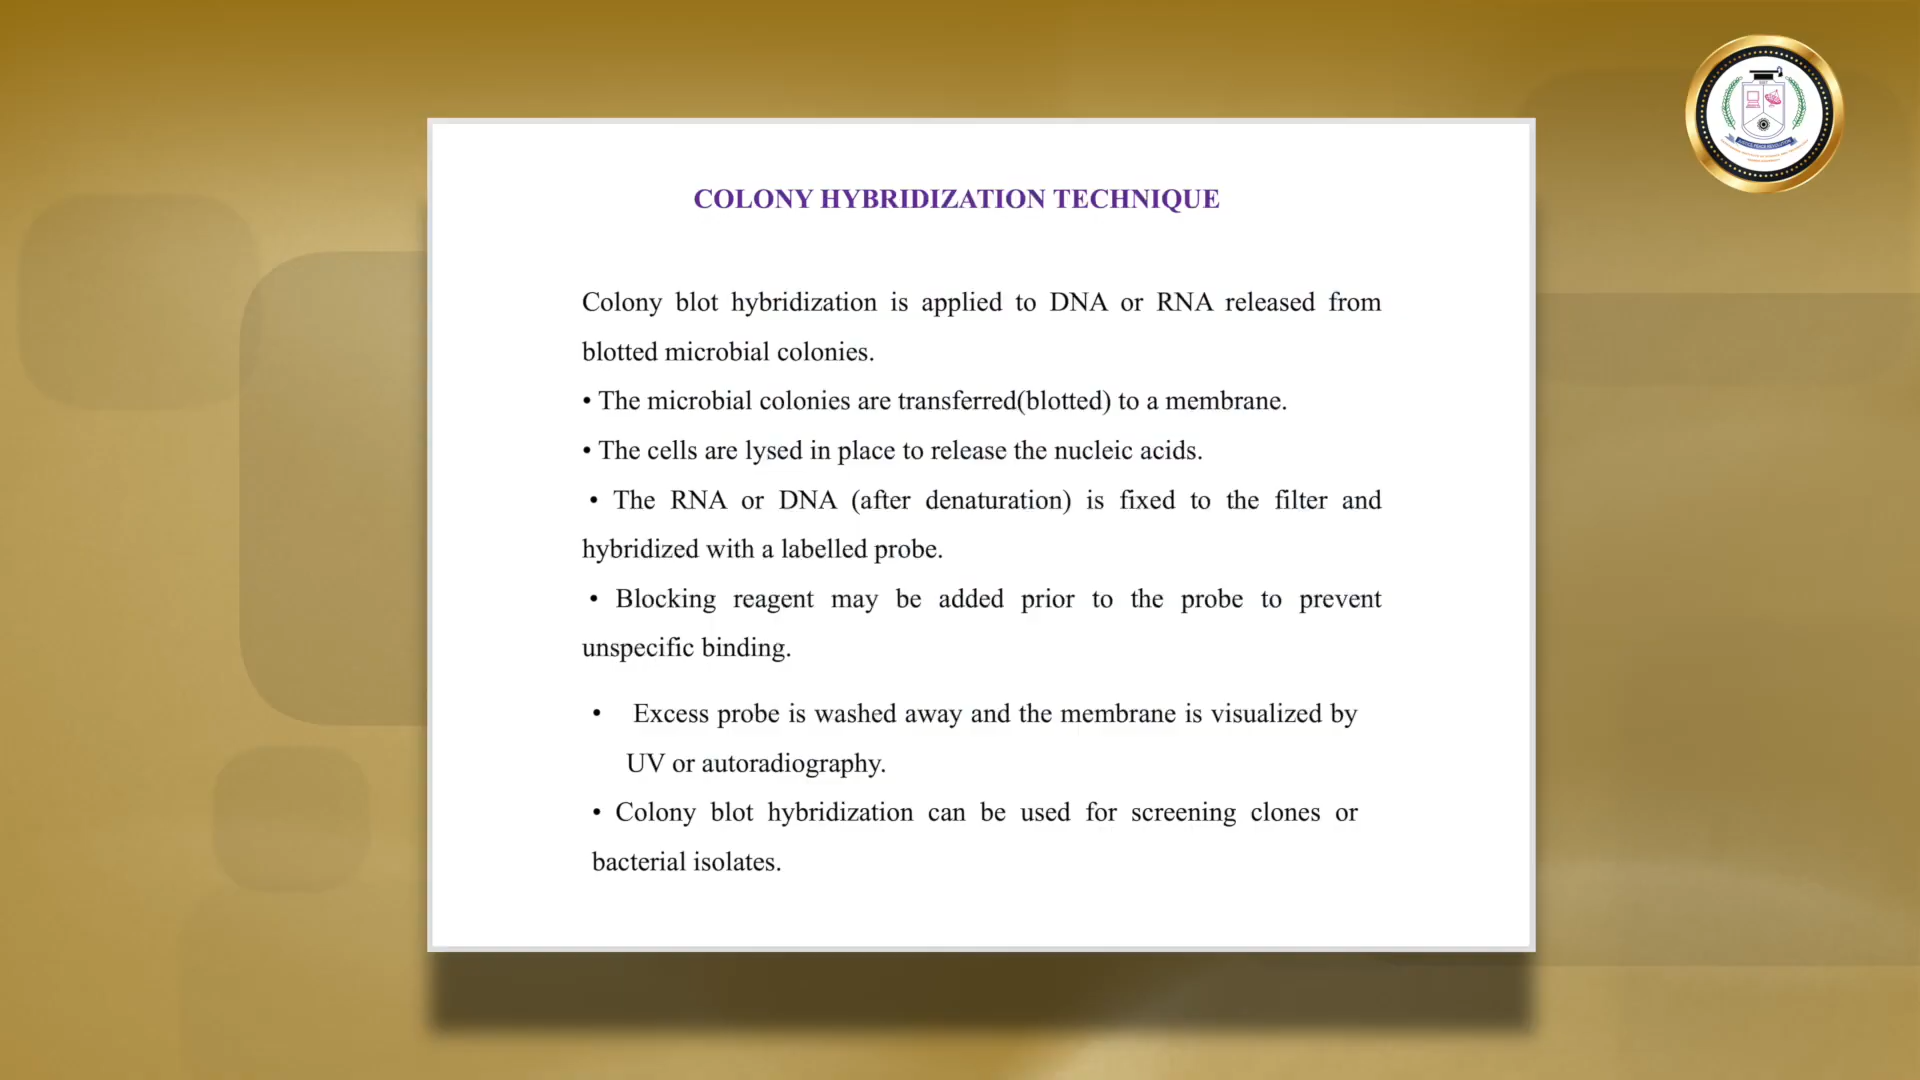 COLONY HYBRIDIZATION TECHNIQUE
Colony blot hybridization is applied to DNA or RNA released from
blotted microbial colonies.
• The microbial colonies are transferred(blotted) to a membrane.
• The cells are lysed in place to release the nucleic acids.
• The RNA or DNA (after denaturation) is fixed to the filter and
hybridized with a labelled probe.
• Blocking reagent may be added prior to the probe to prevent
unspecific binding.
• Excess probe is washed away and the membrane is visualized by
UV or autoradiography.
• Colony blot hybridization can be used for screening clones or
bacterial isolates.